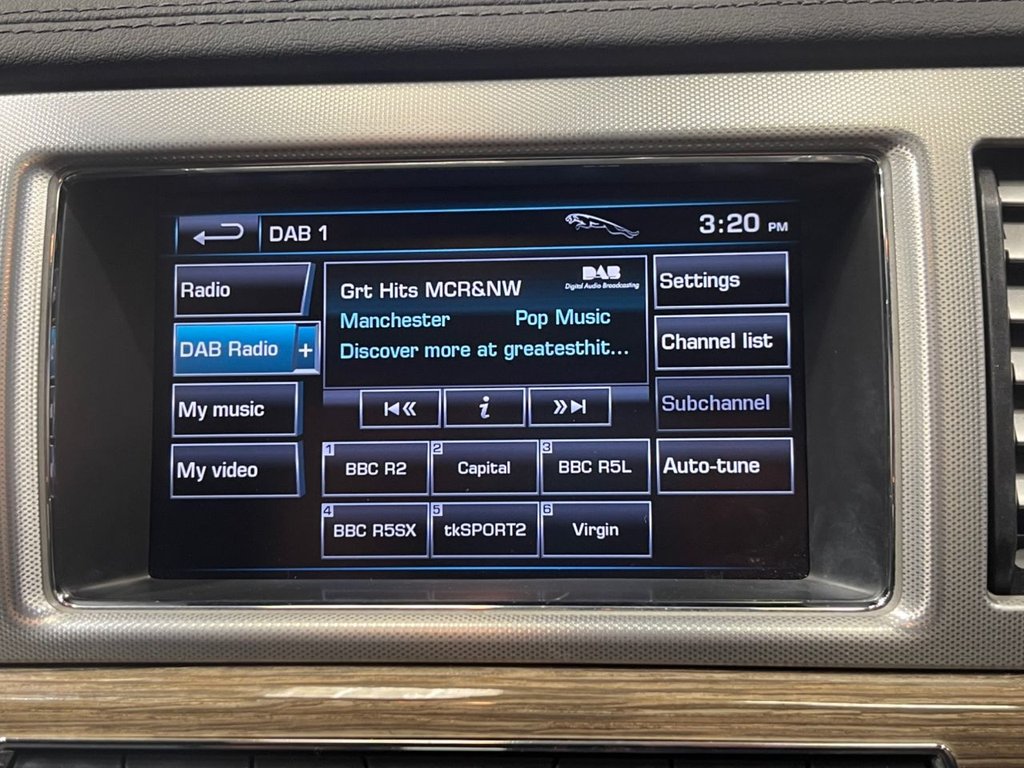 DAB 1
3:20 PM
Radio
DAB Radio +
My music
My video
DAB
Digital Audio Broadcasting
Grt Hits MCR&NW
Manchester Pop Music
Discover more at greatesthit...
i
1 BBC R2
2 Capital
3 BBC R5L
4 BBC R5SX
5 tkSPORT2
6 Virgin
Settings
Channel list
Subchannel
Auto-tune